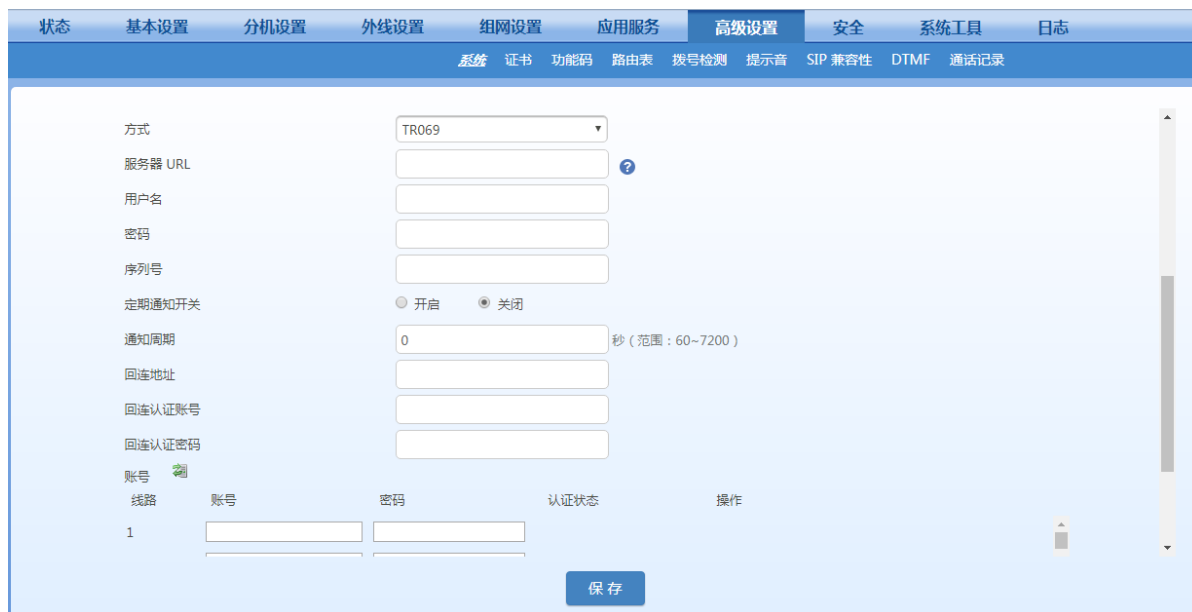 状态 基本设置 分机设置 外线设置 组网设置 应用服务 高级设置 安全 系统工具 日志
系统 证书 功能码 路由表 拨号检测 提示音 SIP 兼容性 DTMF 通话记录
方式 TR069
服务器 URL
用户名
密码
序列号
定期通知开关 开启 关闭
通知周期 0 秒 ( 范围 : 60~7200 )
回连地址
回连认证账号
回连认证密码
账号
线路 账号 密码 认证状态 操作
1
保存